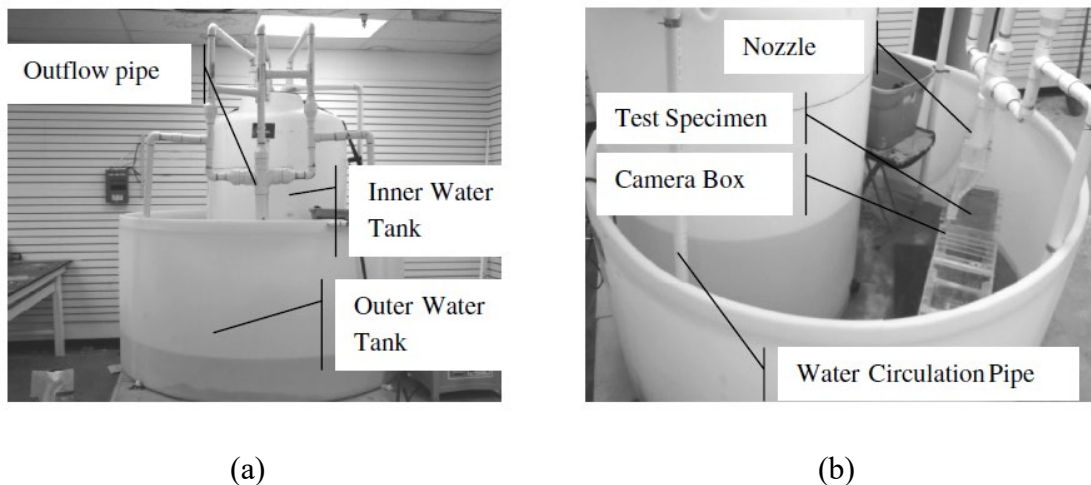 Outflow pipe
Inner Water
Tank
Outer Water
Tank
Nozzle
Test Specimen
Camera Box
Water Circulation Pipe
(a)
(b)